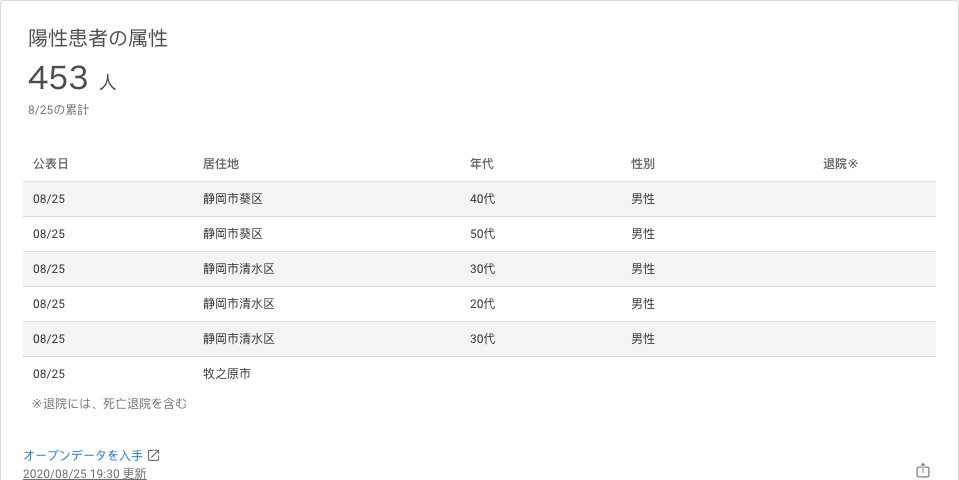 陽性患者の属性
453 人
8/25の累計
公表日 居住地 年代 性別 退院※
08/25 静岡市葵区 40代 男性
08/25 静岡市葵区 50代 男性
08/25 静岡市清水区 30代 男性
08/25 静岡市清水区 20代 男性
08/25 静岡市清水区 30代 男性
08/25 牧之原市
※退院には、死亡退院を含む
オープンデータを入手
2020/08/25 19:30 更新